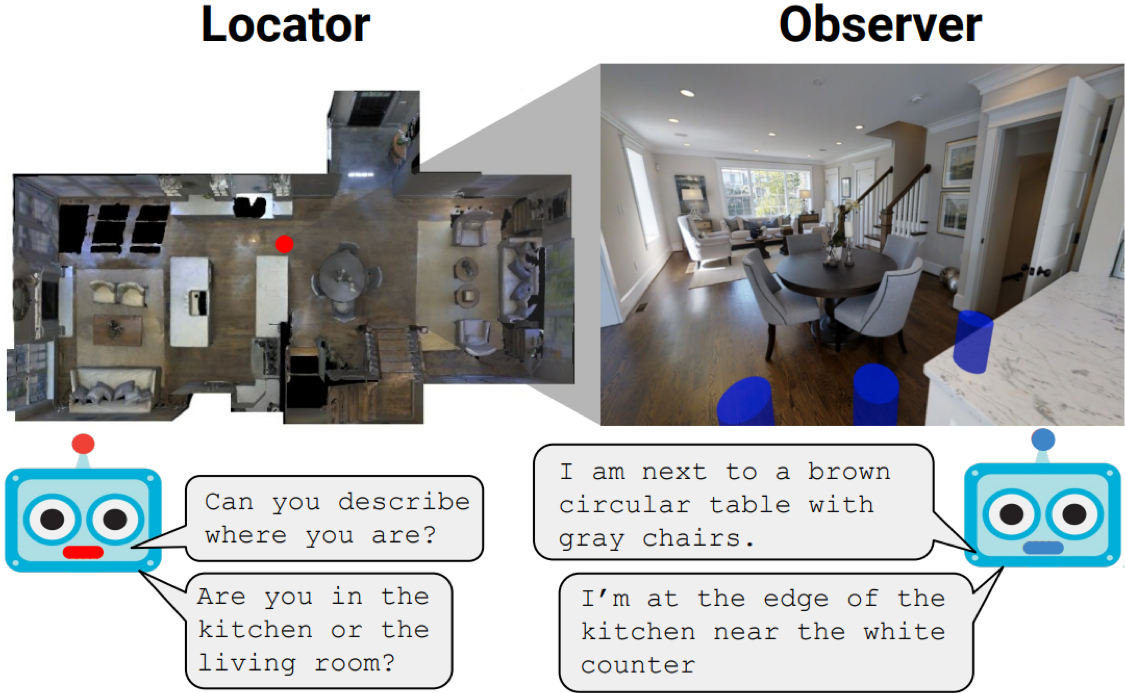 Locator
Observer
Can you describe
where you are?
I am next to a brown
circular table with
gray chairs.
Are you in the
kitchen or the
living room?
I’m at the edge of the
kitchen near the white
counter